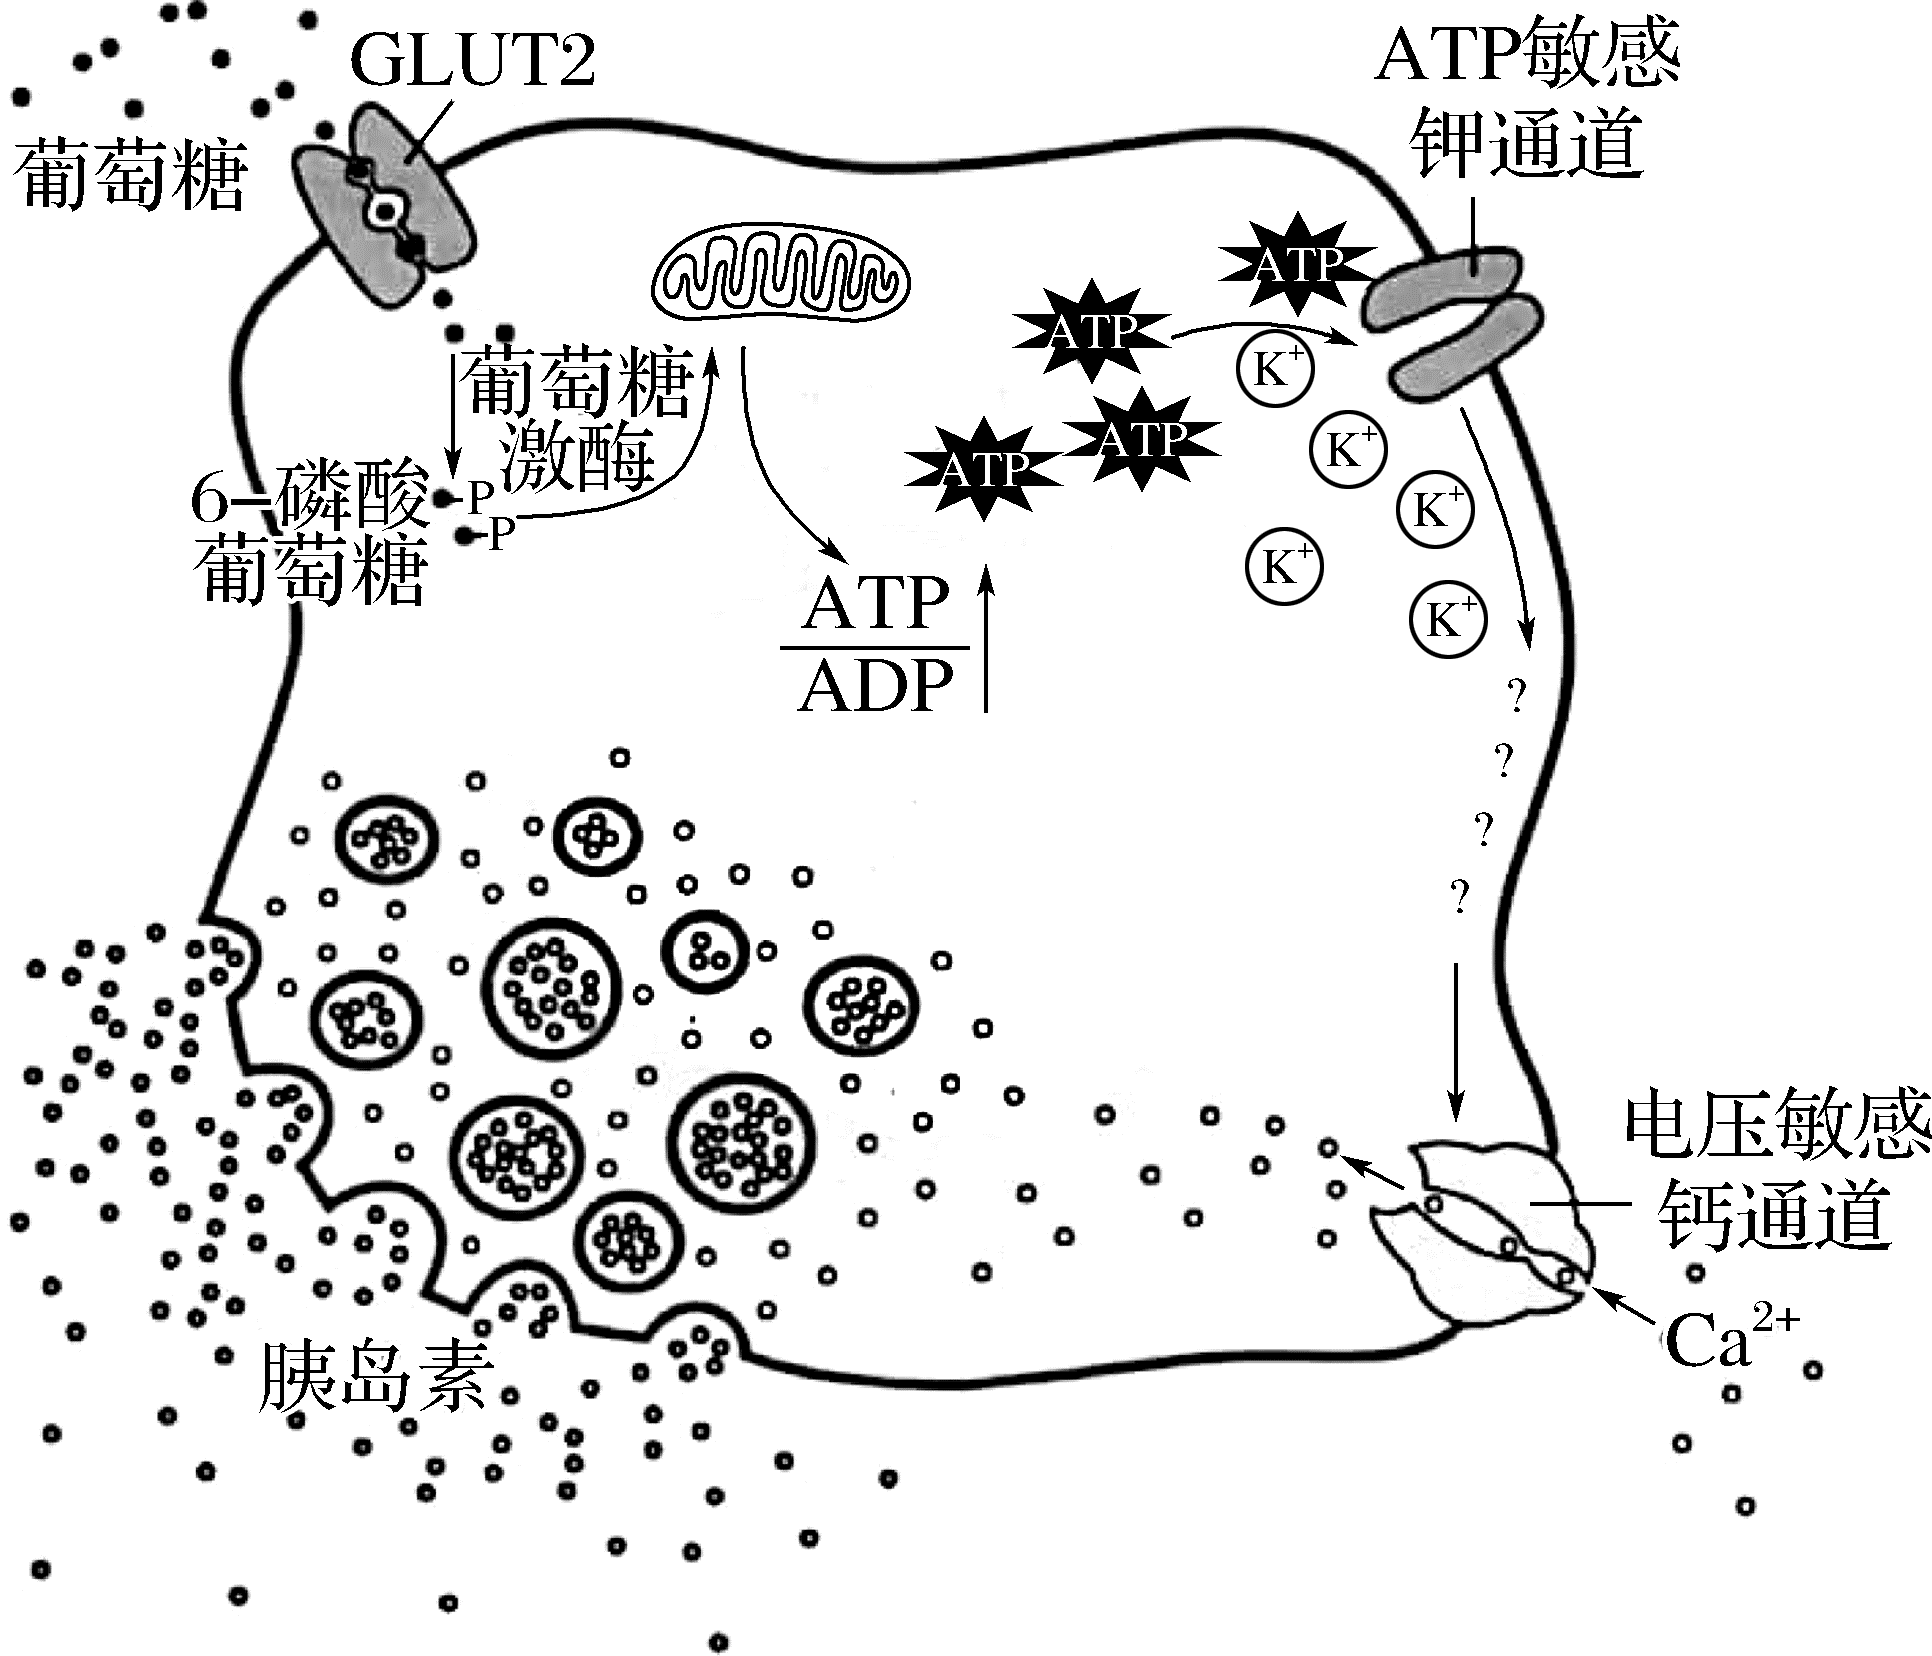 GLUT2
葡萄糖
ATP敏感
钾通道
ATP
ATP
ATP
ATP
K+
K+
K+
K+
K+
葡萄糖
激酶
6-磷酸
葡萄糖
P
P
ATP
ADP
?
?
?
?
电压敏感
钙通道
Ca2+
胰岛素